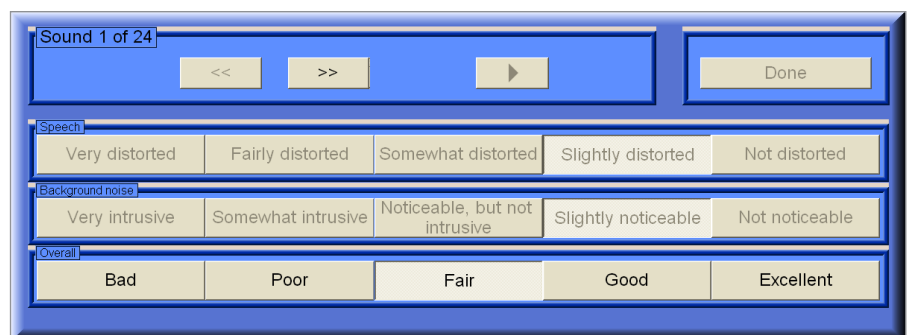 Sound 1 of 24
<< >> Done
Speech
Very distorted Fairly distorted Somewhat distorted Slightly distorted Not distorted
Background noise
Very intrusive Somewhat intrusive Noticeable, but not intrusive Slightly noticeable Not noticeable
Overall
Bad Poor Fair Good Excellent